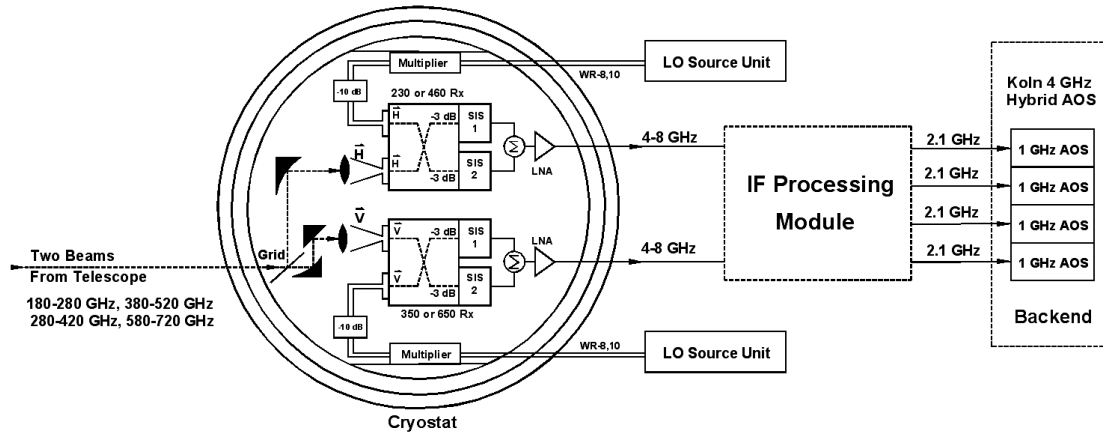 Multiplier
WR-8,10
LO Source Unit
-10 dB
230 or 460 Rx
H
H
-3 dB
-3 dB
SIS
1
SIS
2
Σ
LNA
4-8 GHz
H
V
Grid
Two Beams
From Telescope
180-280 GHz, 380-520 GHz
280-420 GHz, 580-720 GHz
V
V
-3 dB
-3 dB
SIS
1
SIS
2
Σ
LNA
4-8 GHz
350 or 650 Rx
-10 dB
Multiplier
WR-8,10
LO Source Unit
Cryostat
IF Processing
Module
2.1 GHz
2.1 GHz
2.1 GHz
2.1 GHz
Koln 4 GHz
Hybrid AOS
1 GHz AOS
1 GHz AOS
1 GHz AOS
1 GHz AOS
Backend